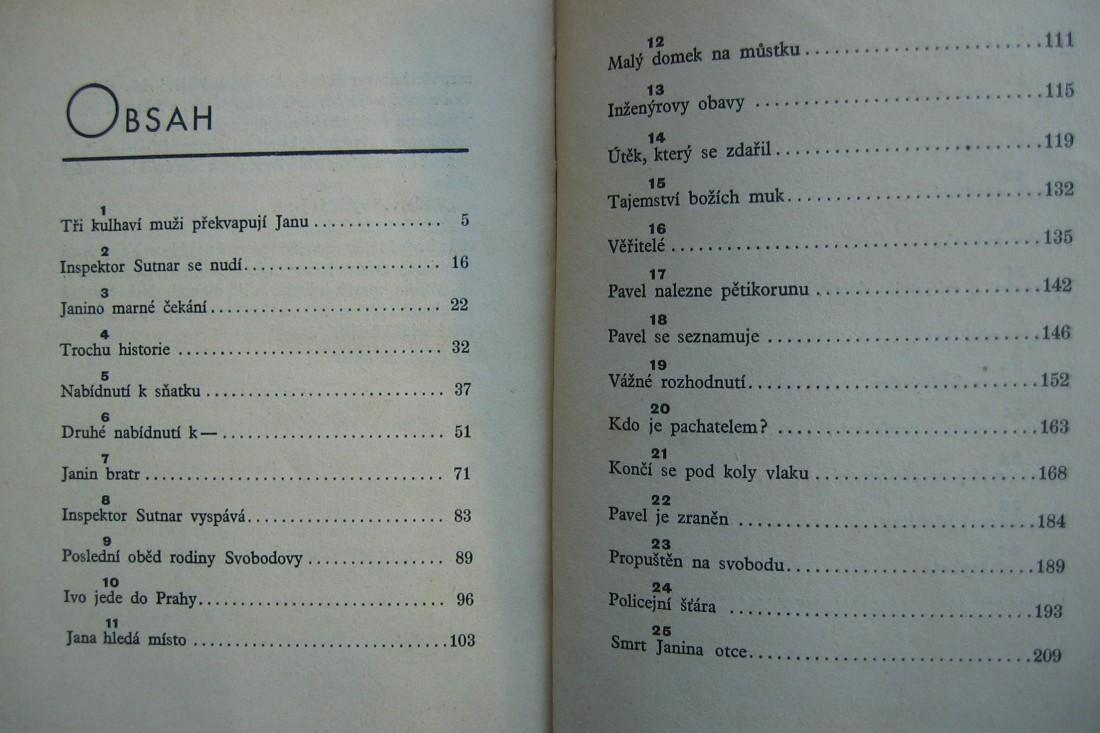 OBSAH
1
Tři kulhaví muži překvapují Janu ............... 5
2
Inspektor Sutnar se nudí....................... 16
3
Janino marné čekání........................... 22
4
Trochu historie ............................... 32
5
Nabídnutí k sňatku ............................ 37
6
Druhé nabídnutí k — .......................... 51
7
Janin bratr ................................... 71
8
Inspektor Sutnar vyspává....................... 83
9
Poslední oběd rodiny Svobodovy ................ 89
10
Ivo jede do Prahy............................. 96
11
Jana hledá místo ..............................103
12
Malý domek na můstku ........................111
13
Inženýrovy obavy .............................115
14
Útěk, který se zdařil...........................119
15
Tajemství božích muk..........................132
16
Věřitelé ......................................135
17
Pavel nalezne pětikorunu .......................142
18
Pavel se seznamuje ............................146
19
Vážné rozhodnutí..............................152
20
Kdo je pachatelem? ...........................163
21
Končí se pod koly vlaku .......................168
22
Pavel je zraněn ...............................184
23
Propuštěn na svobodu..........................189
24
Policejní šťára ................................193
25
Smrt Janina otce...............................209